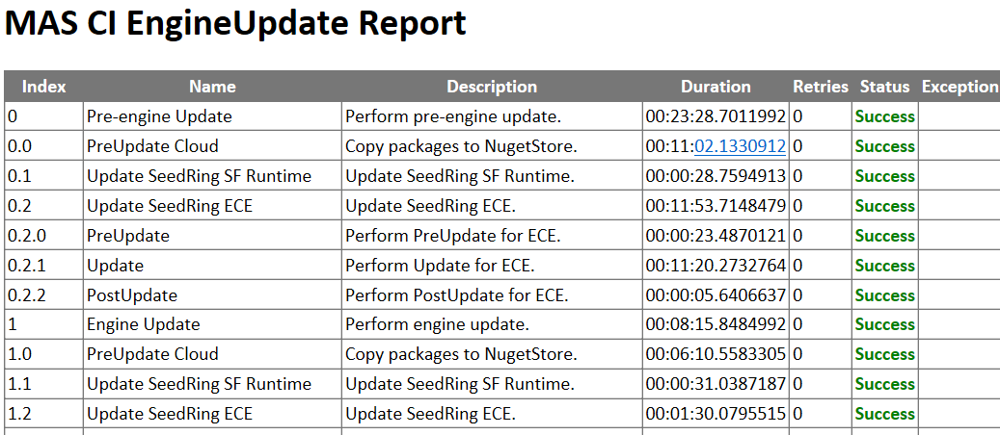 MAS CI EngineUpdate Report
Index Name Description Duration Retries Status Exception
0 Pre-engine Update Perform pre-engine update. 00:23:28.7011992 0 Success
0.0 PreUpdate Cloud Copy packages to NugetStore. 00:11:02.1330912 0 Success
0.1 Update SeedRing SF Runtime Update SeedRing SF Runtime. 00:00:28.7594913 0 Success
0.2 Update SeedRing ECE Update SeedRing ECE. 00:11:53.7148479 0 Success
0.2.0 PreUpdate Perform PreUpdate for ECE. 00:00:23.4870121 0 Success
0.2.1 Update Perform Update for ECE. 00:11:20.2732764 0 Success
0.2.2 PostUpdate Perform PostUpdate for ECE. 00:00:05.6406637 0 Success
1 Engine Update Perform engine update. 00:08:15.8484992 0 Success
1.0 PreUpdate Cloud Copy packages to NugetStore. 00:06:10.5583305 0 Success
1.1 Update SeedRing SF Runtime Update SeedRing SF Runtime. 00:00:31.0387187 0 Success
1.2 Update SeedRing ECE Update SeedRing ECE. 00:01:30.0795515 0 Success